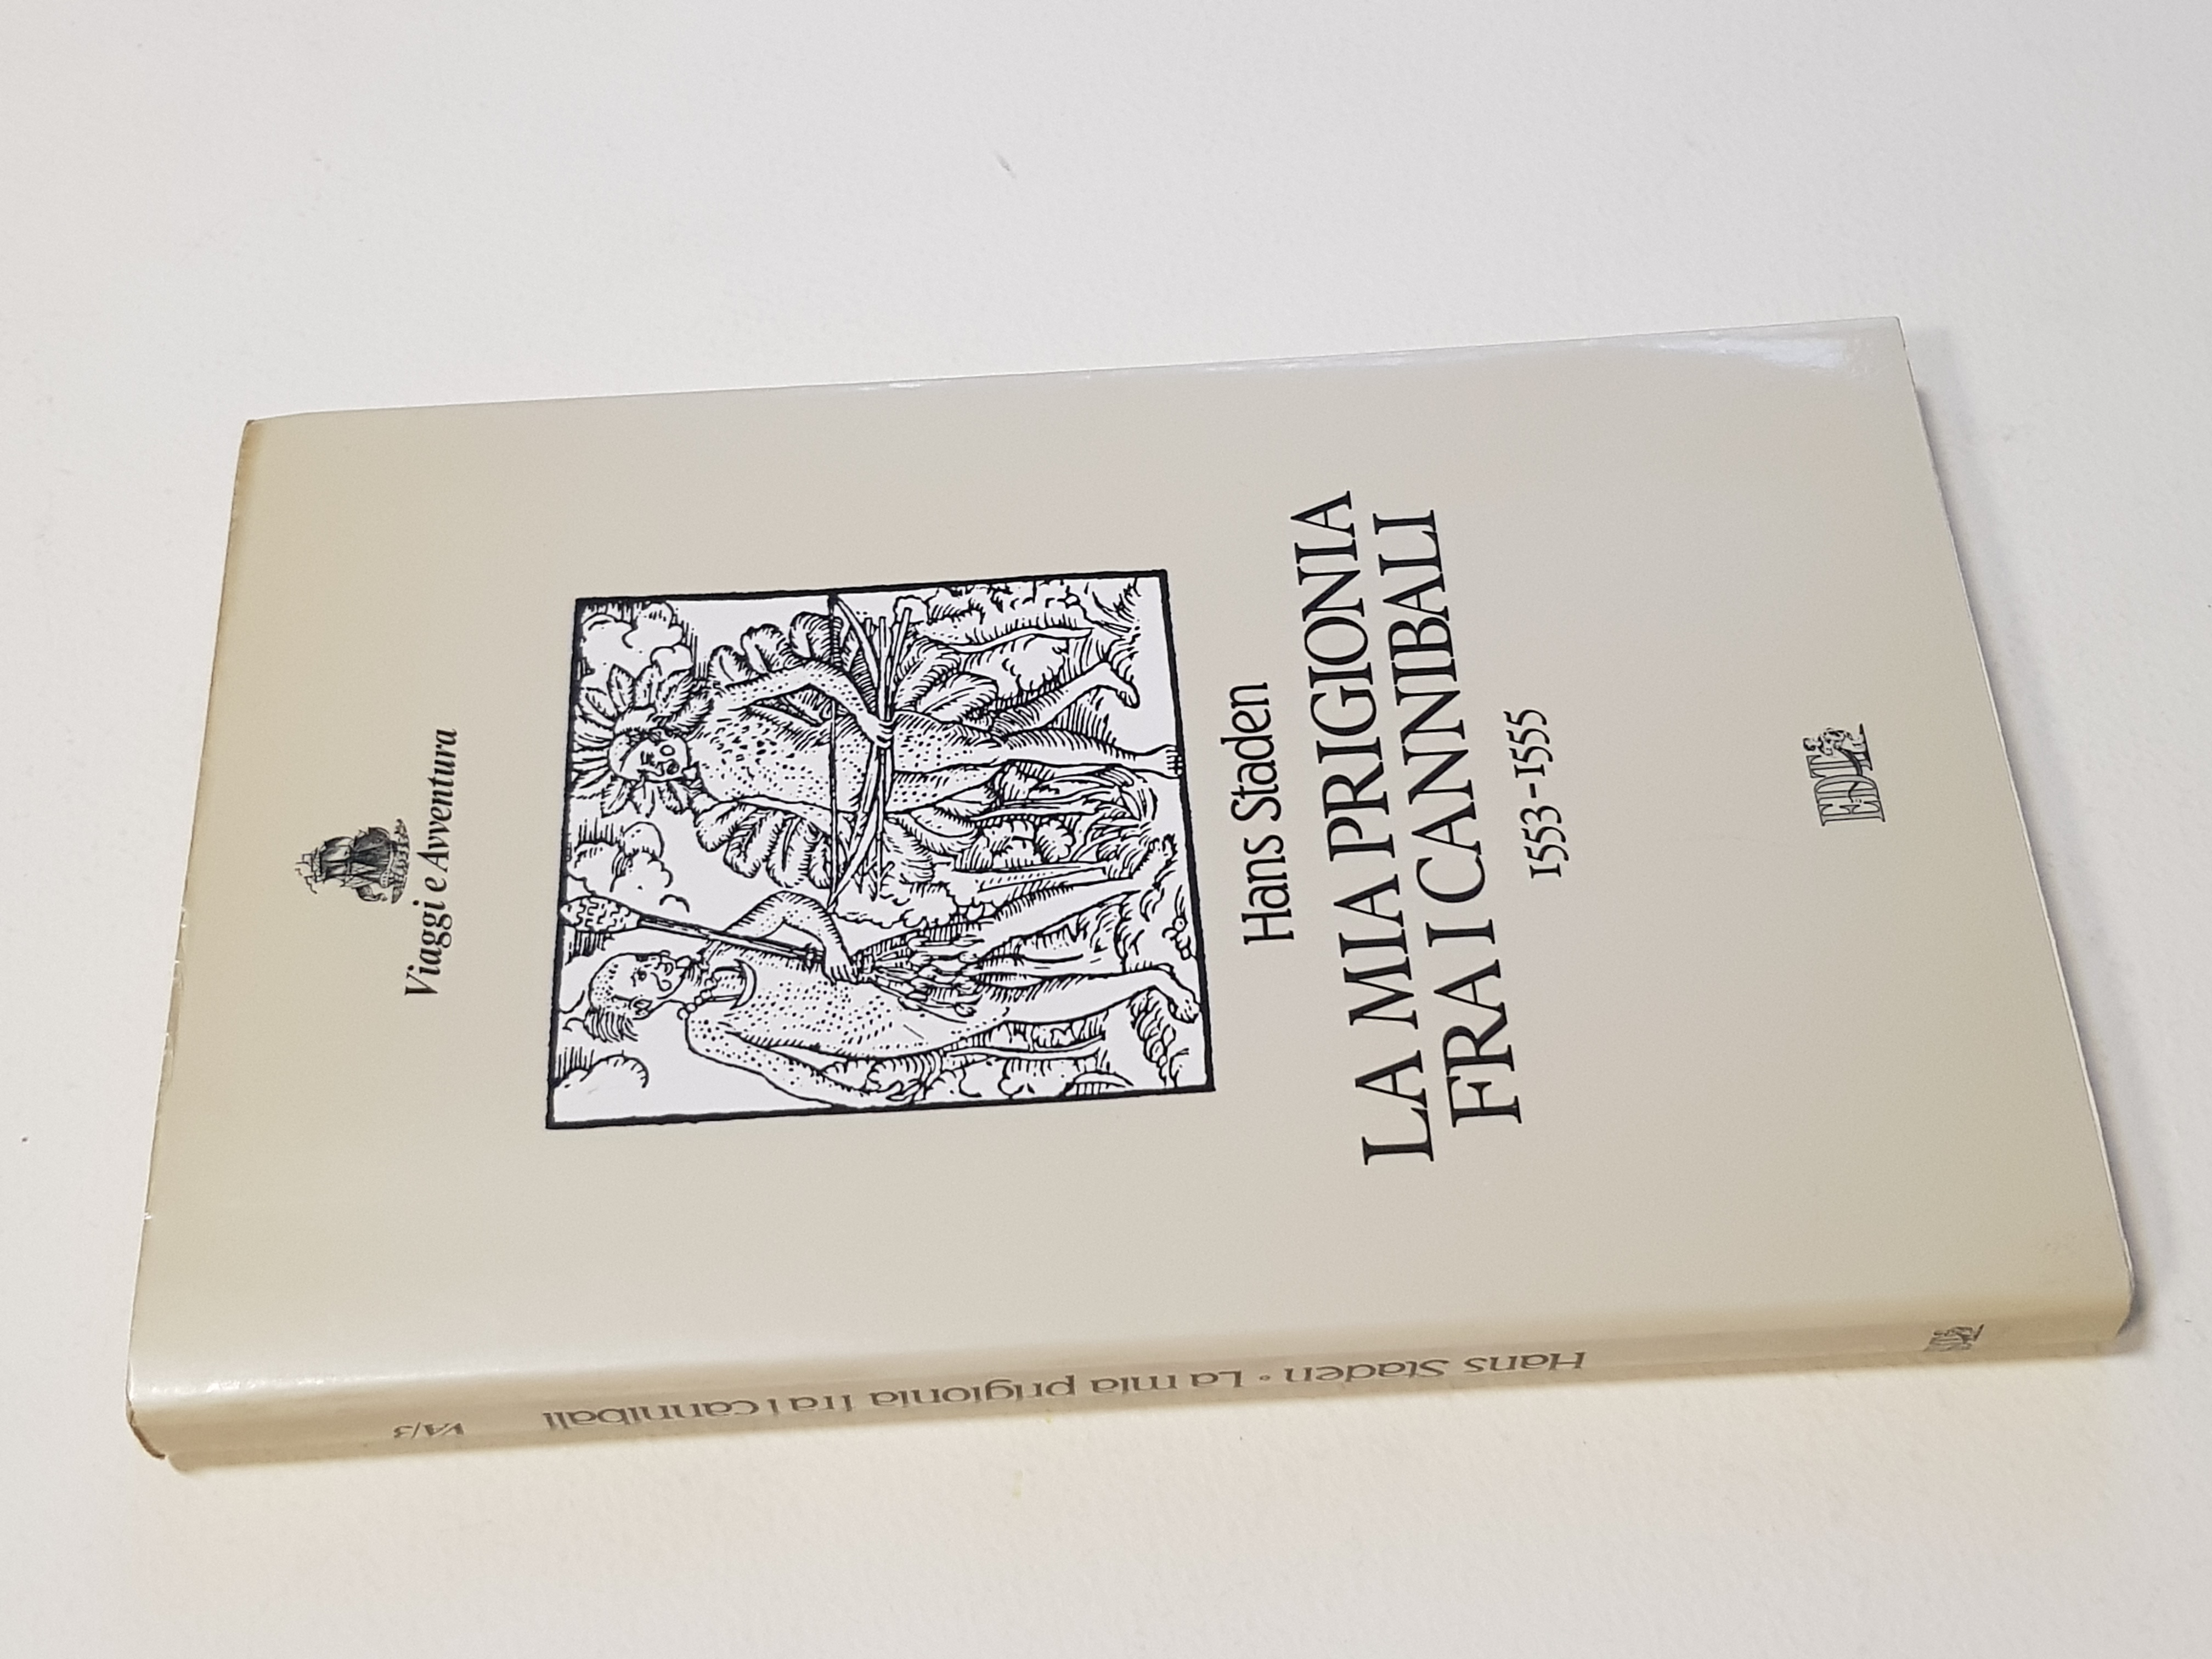 Viaggi e Avventura
Hans Staden
LA MIA PRIGIONIA
FRA I CANNIBALI
1553-1555
EDT
Hans Staden · La mia prigionia fra i cannibali
VA/3
EDT